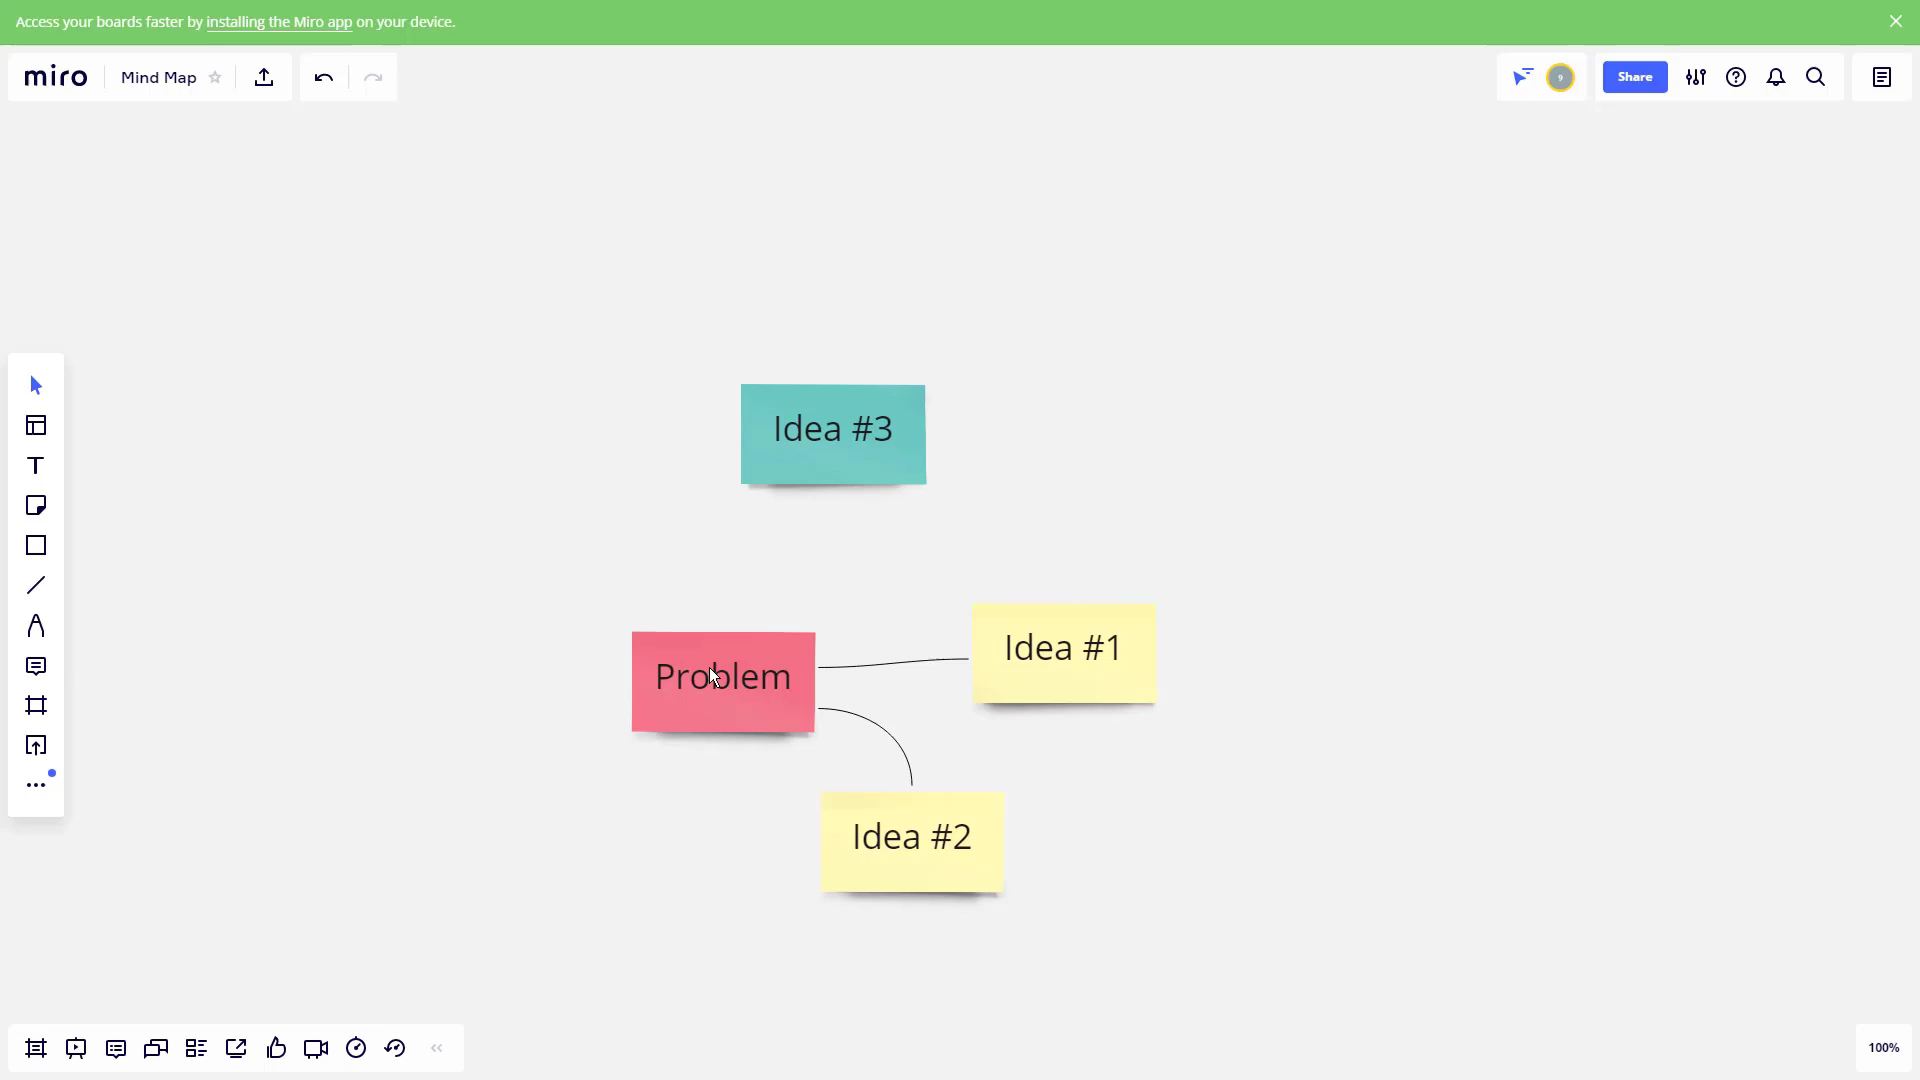 Access your boards faster by installing the Miro app on your device.
miro
Mind Map
9
Share
Idea #3
Idea #1
Problem
Idea #2
100%